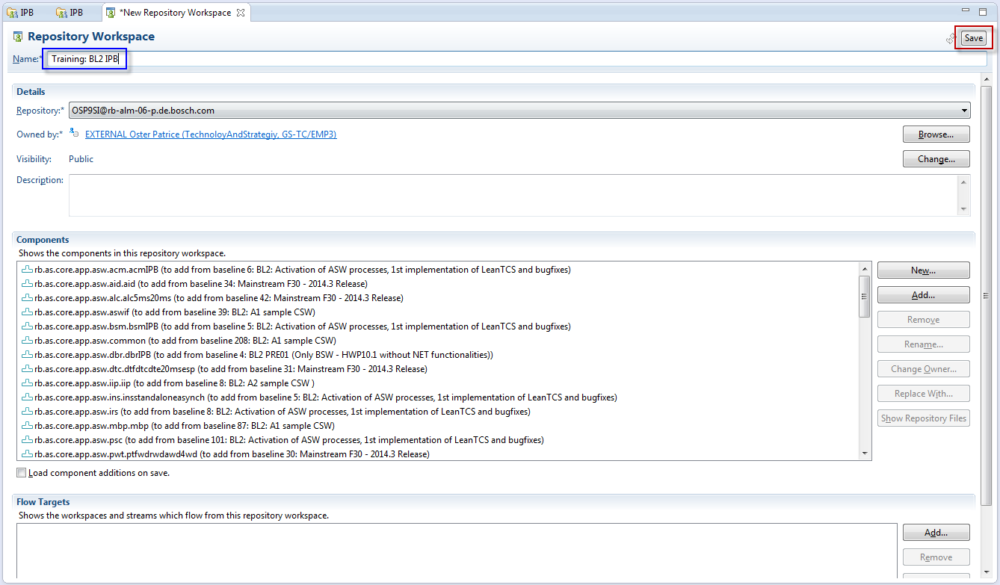 IPB IPB *New Repository Workspace
Repository Workspace Save
Name:* Training: BL2 IPB
Details
Repository:* OSP9SI@rb-alm-06-p.de.bosch.com
Owned by:* EXTERNAL Oster Patrice (TechnoloyAndStrategiy, GS-TC/EMP3) Browse...
Visibility: Public Change...
Description:
Components
Shows the components in this repository workspace.
rb.as.core.app.asw.acm.acmIPB (to add from baseline 6: BL2: Activation of ASW processes, 1st implementation of LeanTCS and bugfixes) New...
rb.as.core.app.asw.aid.aid (to add from baseline 34: Mainstream F30 - 2014.3 Release)
rb.as.core.app.asw.alc.alc5ms20ms (to add from baseline 42: Mainstream F30 - 2014.3 Release) Add...
rb.as.core.app.asw.aswif (to add from baseline 39: BL2: A1 sample CSW)
rb.as.core.app.asw.bsm.bsmIPB (to add from baseline 5: BL2: Activation of ASW processes, 1st implementation of LeanTCS and bugfixes) Remove
rb.as.core.app.asw.common (to add from baseline 208: BL2: A1 sample CSW) Rename...
rb.as.core.app.asw.dbr.dbrIPB (to add from baseline 4: BL2 PRE01 (Only BSW - HWP10.1 without NET functionalities))
rb.as.core.app.asw.dtc.dtfdtcdte20msesp (to add from baseline 31: Mainstream F30 - 2014.3 Release) Change Owner...
rb.as.core.app.asw.iip.iip (to add from baseline 8: BL2: A2 sample CSW )
rb.as.core.app.asw.ins.insstandaloneasynch (to add from baseline 5: BL2: Activation of ASW processes, 1st implementation of LeanTCS and bugfixes) Replace With...
rb.as.core.app.asw.irs (to add from baseline 8: BL2: Activation of ASW processes, 1st implementation of LeanTCS and bugfixes) Show Repository Files
rb.as.core.app.asw.mbp.mbp (to add from baseline 87: BL2: A1 sample CSW)
rb.as.core.app.asw.psc (to add from baseline 101: BL2: Activation of ASW processes, 1st implementation of LeanTCS and bugfixes)
rb.as.core.app.asw.pwt.ptfwdrwdawd4wd (to add from baseline 30: Mainstream F30 - 2014.3 Release)
Load component additions on save.
Flow Targets
Shows the workspaces and streams which flow from this repository workspace.
Add...
Remove